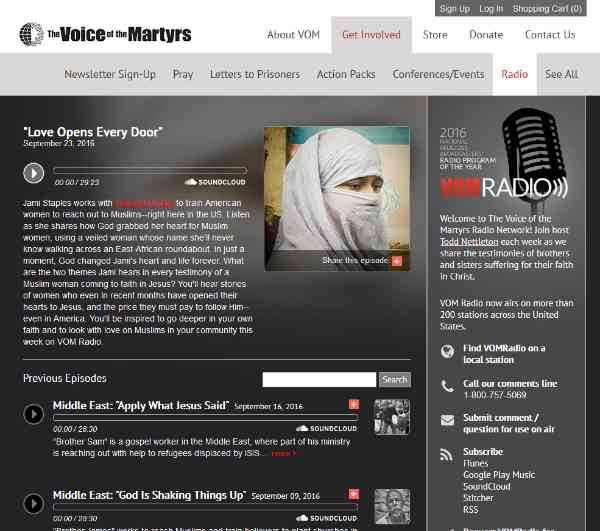 Sign Up Log In Shopping Cart (0)
The Voice of the Martyrs
About VOM Get Involved Store Donate Contact Us
Newsletter Sign-Up Pray Letters to Prisoners Action Packs Conferences/Events Radio See All
"Love Opens Every Door"
September 23, 2016
00:00 / 29:23
SOUNDCLOUD
Jami Staples works with
to train American
women to reach out to Muslims--right here in the US. Listen
as she shares how God grabbed her heart for Muslim
women, using a veiled woman whose name she'll never
know walking across an East-African roundabout. In just a
moment, God changed Jami's heart and life forever. What
are the two themes Jami hears in every testimony of a
Muslim woman coming to faith in Jesus? You'll hear stories
of women who even in recent months have opened their
hearts to Jesus, and the price they must pay to follow Him--
even in America. You'll be inspired to go deeper in your own
faith and to look with love on Muslims in your community
this week on VOM Radio.
Share this episode +
Previous Episodes
Search
Middle East: "Apply What Jesus Said" September 16, 2016 +
00:00 / 28:30
SOUNDCLOUD
"Brother Sam" is a gospel worker in the Middle East, where part of his ministry
is reaching out with help to refugees displaced by ISIS... more >
Middle East: "God Is Shaking Things Up" September 09, 2016 +
SOUNDCLOUD
"Brother James" works to reach Muslims and train believers to plant churches in
2016
NATIONAL
RELIGIOUS
BROADCASTERS'
RADIO PROGRAM
OF THE YEAR
VOMRADIO
Welcome to The Voice of the
Martyrs Radio Network! Join host
Todd Nettleton each week as we
share the testimonies of brothers
and sisters suffering for their faith
in Christ.
VOM Radio now airs on more than
200 stations across the United
States.
Find VOMRadio on a
local station
Call our comments line
1-800-757-5069
Submit comment /
question for use on air
Subscribe
iTunes
Google Play Music
SoundCloud
Stitcher
RSS